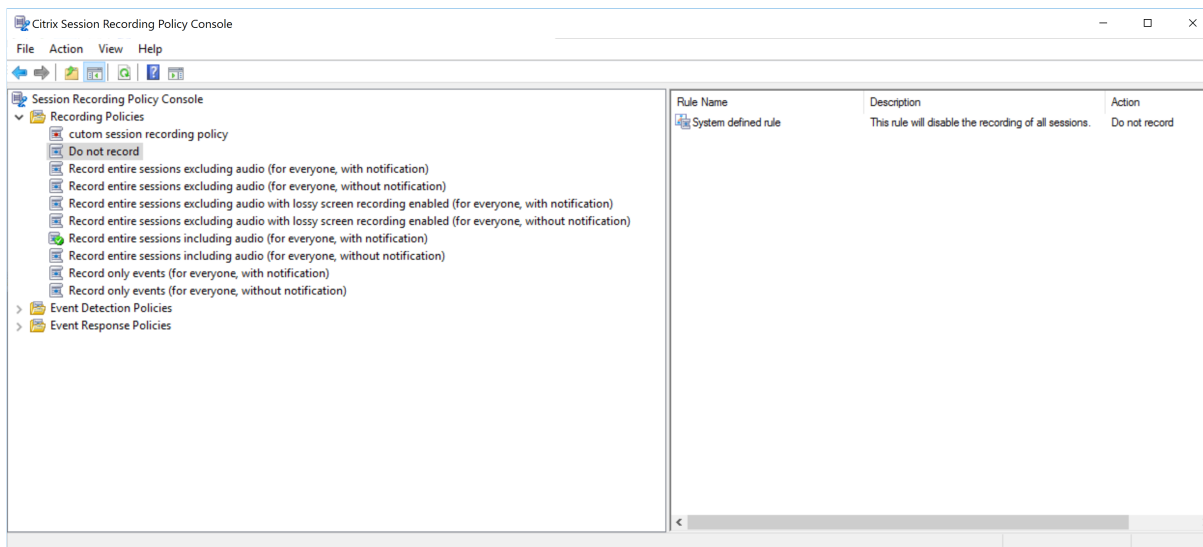 Citrix Session Recording Policy Console
File Action View Help
Session Recording Policy Console
Recording Policies
cutom session recording policy
Do not record
Record entire sessions excluding audio (for everyone, with notification)
Record entire sessions excluding audio (for everyone, without notification)
Record entire sessions excluding audio with lossy screen recording enabled (for everyone, with notification)
Record entire sessions excluding audio with lossy screen recording enabled (for everyone, without notification)
Record entire sessions including audio (for everyone, with notification)
Record entire sessions including audio (for everyone, without notification)
Record only events (for everyone, with notification)
Record only events (for everyone, without notification)
Event Detection Policies
Event Response Policies
Rule Name Description Action
System defined rule This rule will disable the recording of all sessions. Do not record